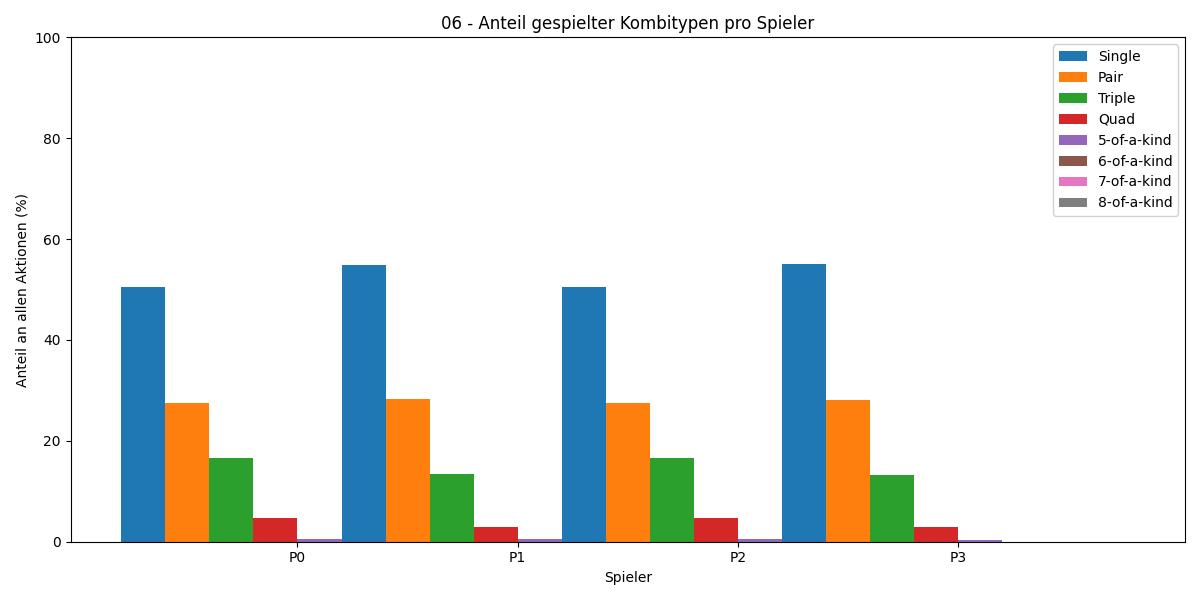 06 - Anteil gespielter Kombitypen pro Spieler
100
80
60
40
20
0
Anteil an allen Aktionen (%)
Single
Pair
Triple
Quad
5-of-a-kind
6-of-a-kind
7-of-a-kind
8-of-a-kind
P0 P1 P2 P3
Spieler